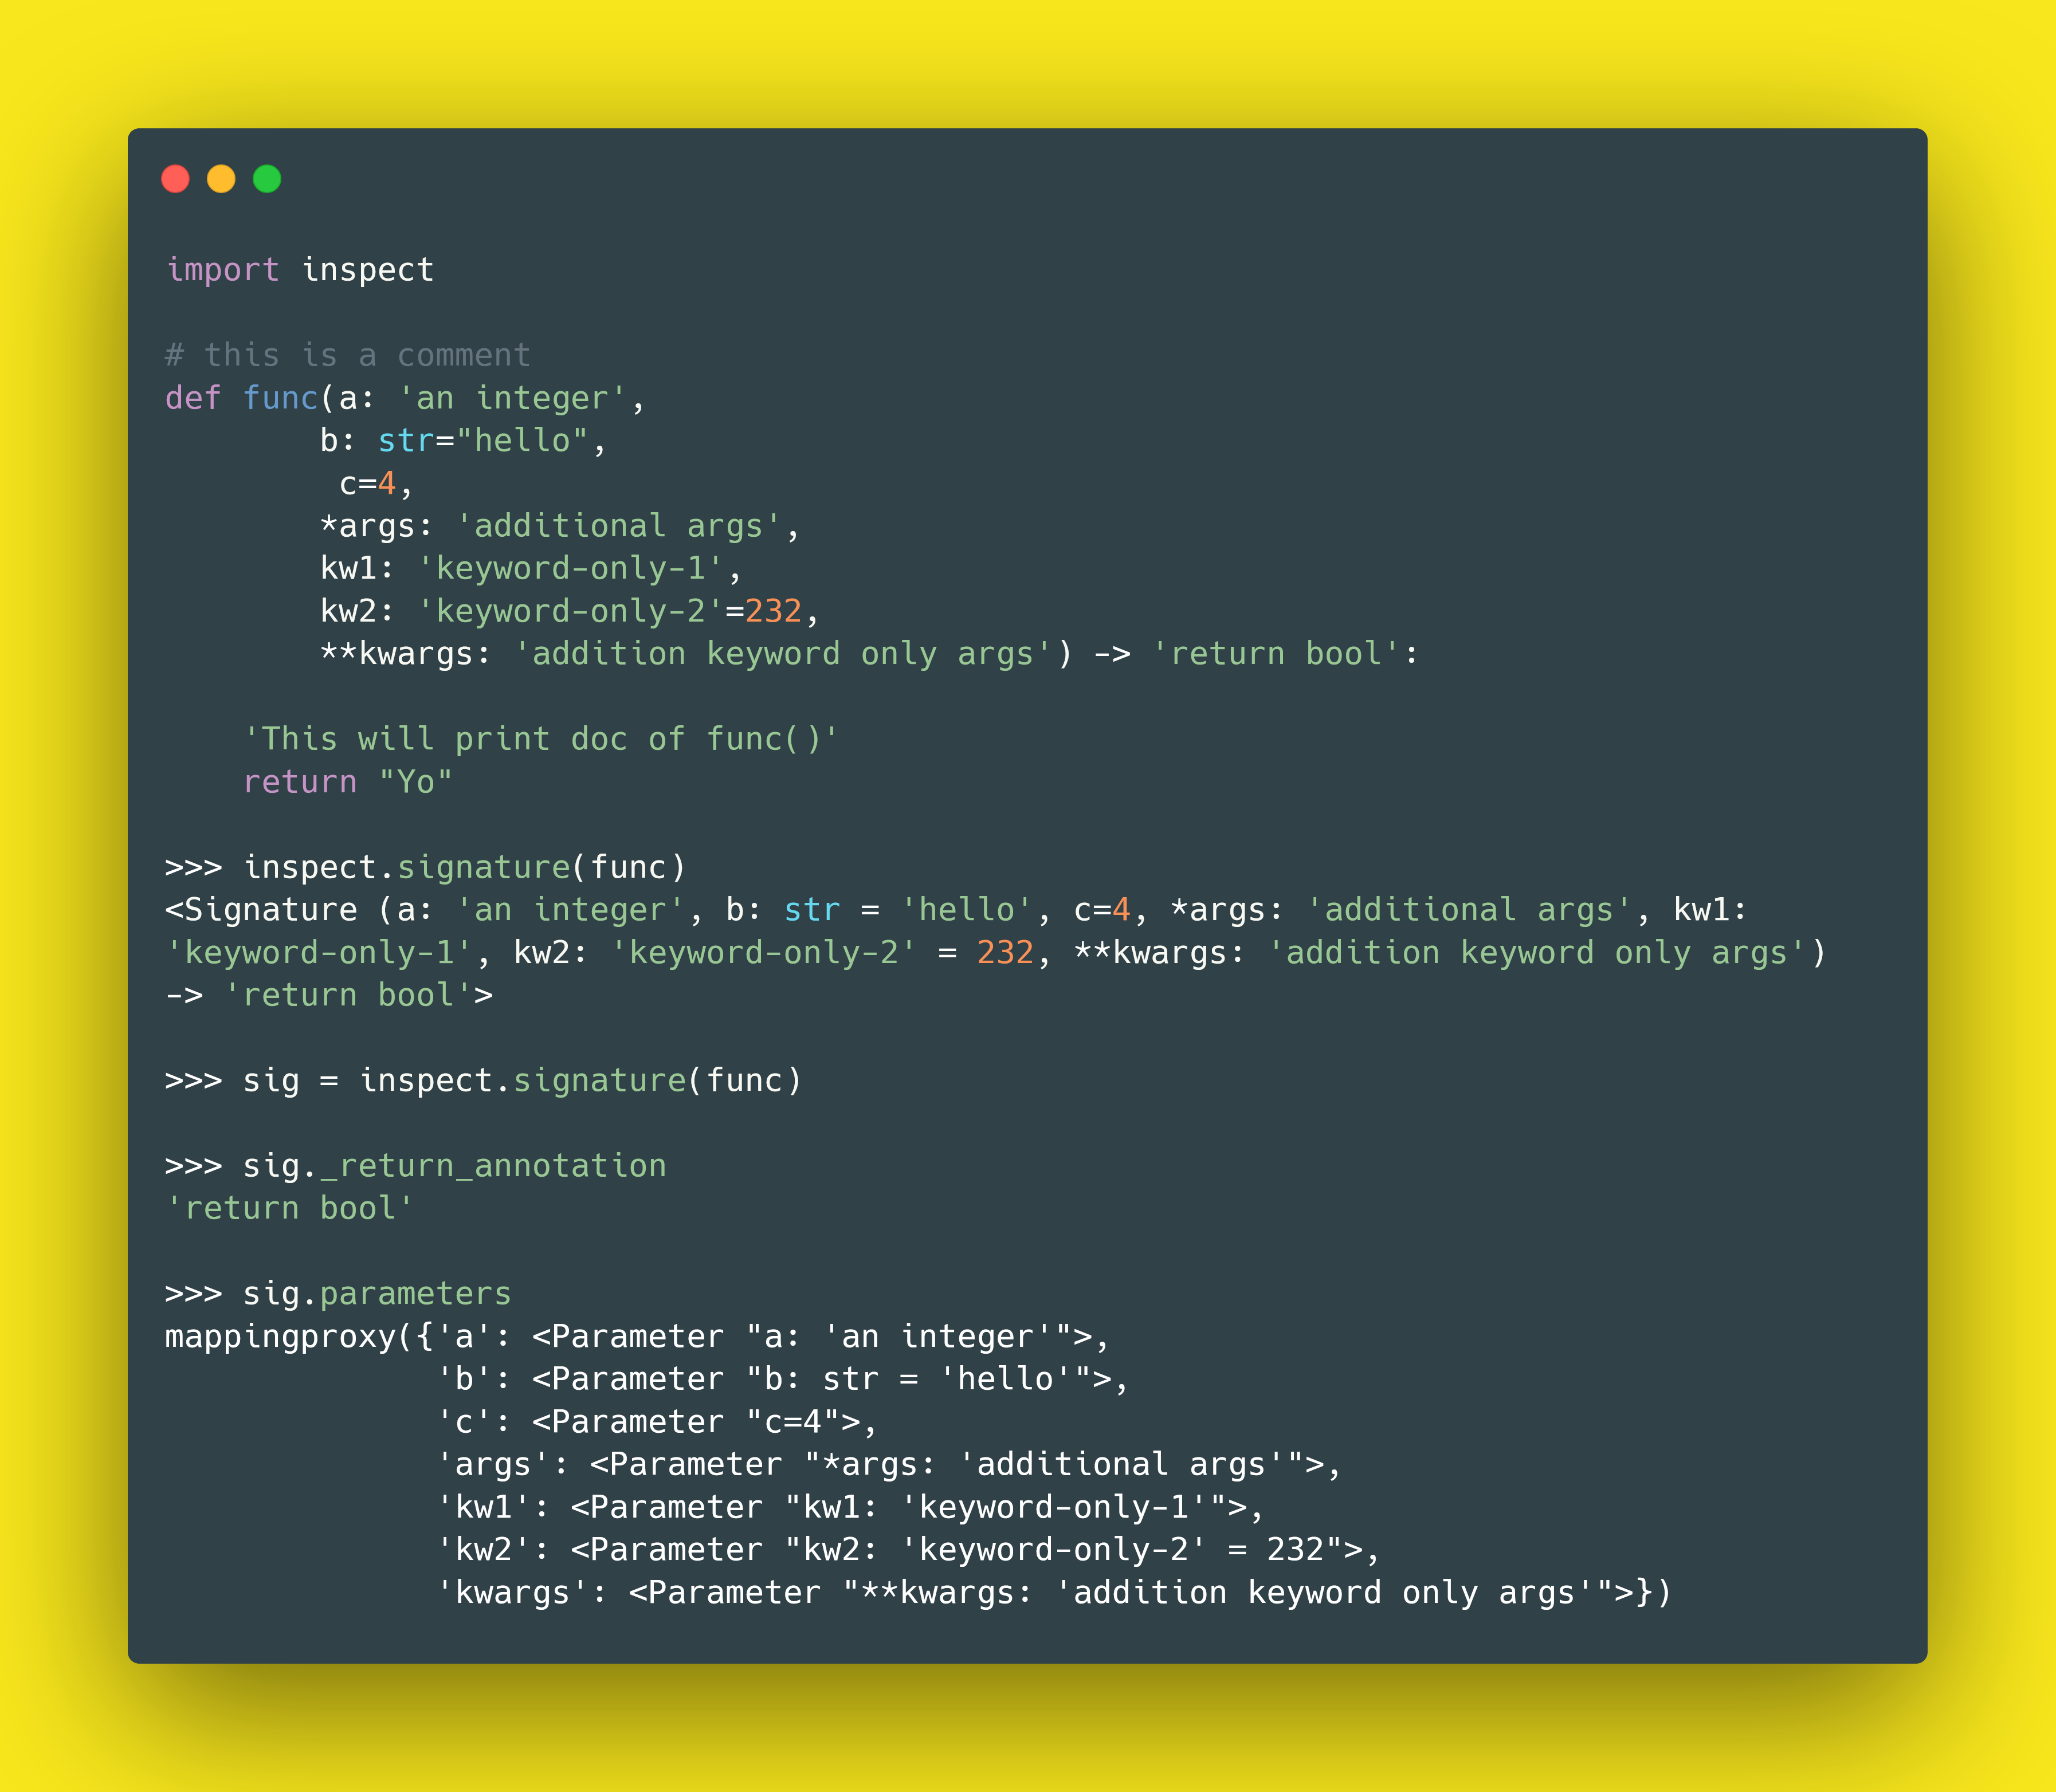 import inspect

# this is a comment
def func(a: 'an integer',
        b: str="hello",
         c=4,
        *args: 'additional args',
        kw1: 'keyword-only-1',
        kw2: 'keyword-only-2'=232,
        **kwargs: 'addition keyword only args') -> 'return bool':

    'This will print doc of func()'
    return "Yo"

>>> inspect.signature(func)
<Signature (a: 'an integer', b: str = 'hello', c=4, *args: 'additional args', kw1:
'keyword-only-1', kw2: 'keyword-only-2' = 232, **kwargs: 'addition keyword only args')
-> 'return bool'>

>>> sig = inspect.signature(func)

>>> sig._return_annotation
'return bool'

>>> sig.parameters
mappingproxy({'a': <Parameter "a: 'an integer'">,
              'b': <Parameter "b: str = 'hello'">,
              'c': <Parameter "c=4">,
              'args': <Parameter "*args: 'additional args'">,
              'kw1': <Parameter "kw1: 'keyword-only-1'">,
              'kw2': <Parameter "kw2: 'keyword-only-2' = 232">,
              'kwargs': <Parameter "**kwargs: 'addition keyword only args'">})